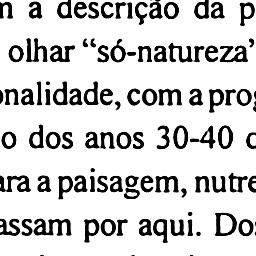 a descrição da p
olhar “só-natureza”
onalidade, com a prog
o dos anos 30-40
ara a paisagem, nutre
assam por aqui. Dos